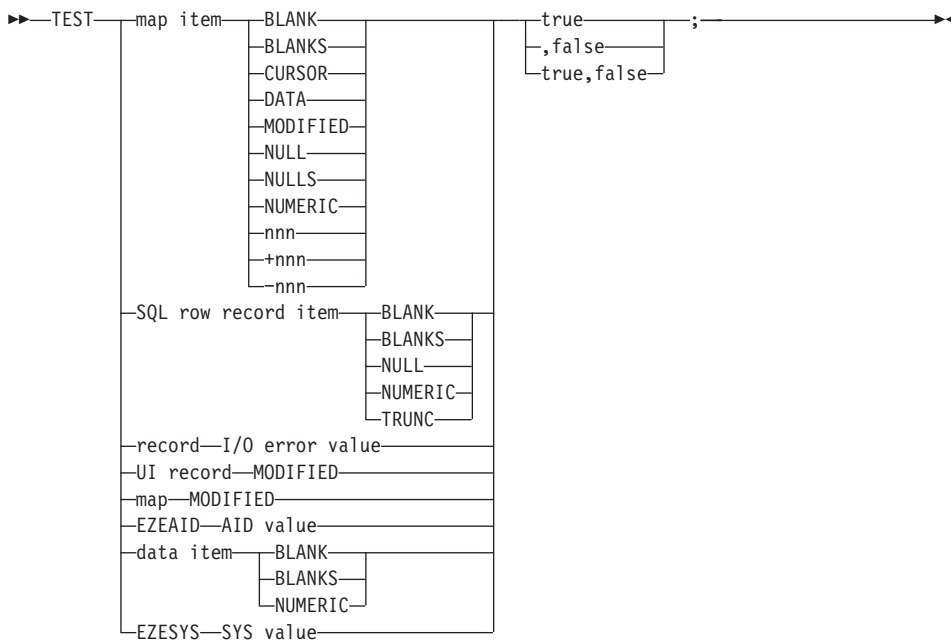 TEST map item BLANK true ;
BLANKS ,false
CURSOR true,false
DATA
MODIFIED
NULL
NULLS
NUMERIC
nnn
+nnn
-nnn
SQL row record item BLANK
BLANKS
NULL
NUMERIC
TRUNC
record I/O error value
UI record MODIFIED
map MODIFIED
EZEAID AID value
data item BLANK
BLANKS
NUMERIC
EZESYS SYS value